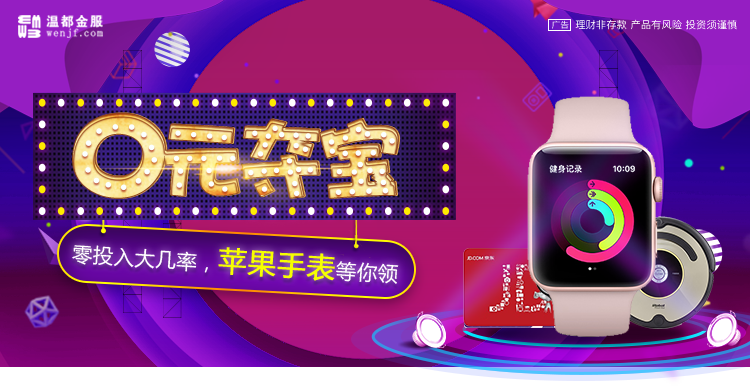 温都金服
wenjf.com
广告 理财非存款 产品有风险 投资须谨慎
0元夺宝
零投入大几率，苹果手表等你领
健身记录 10:09
JD.COM 京东